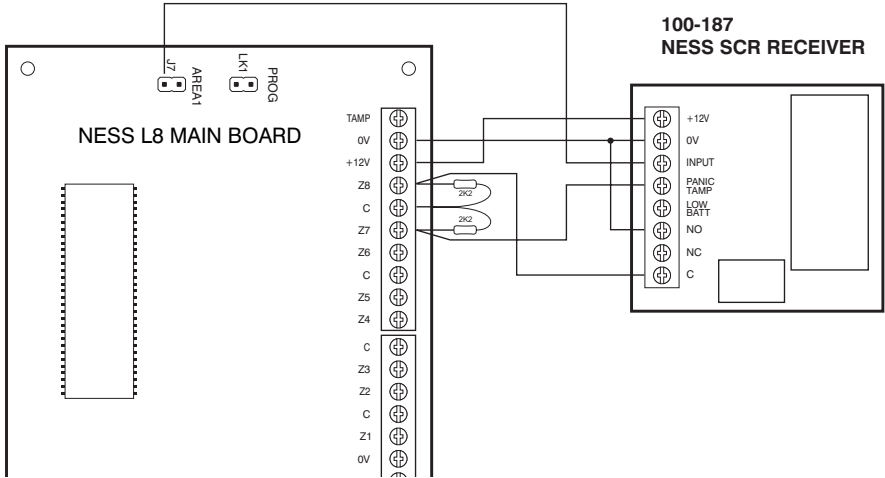 100-187
NESS SCR RECEIVER
J7
AREA1
LK1
PROG
NESS L8 MAIN BOARD
TAMP
0V
+12V
Z8
C
Z7
Z6
C
Z5
Z4
C
Z3
Z2
C
Z1
0V
2K2
2K2
+12V
0V
INPUT
PANIC
TAMP
LOW
BATT
NO
NC
C